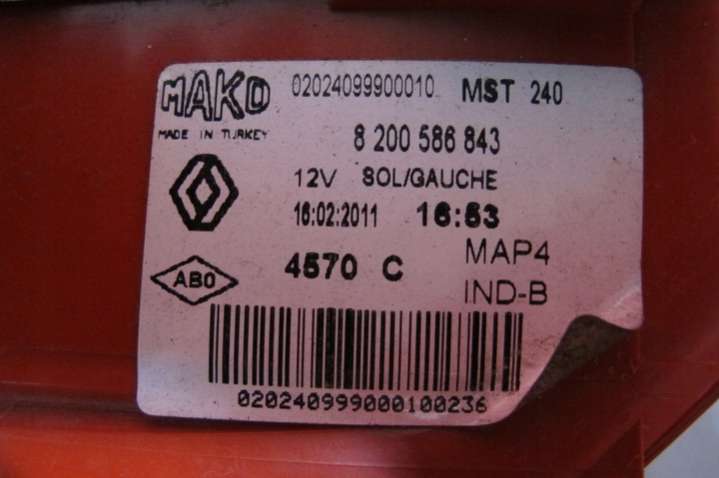 MAKO 02024099900010 MST 240
MADE IN TURKEY 8 200 586 843
12V SOL/GAUCHE
16:02:2011 16:53
4570 C MAP4
ABO IND-B
020240999000100236